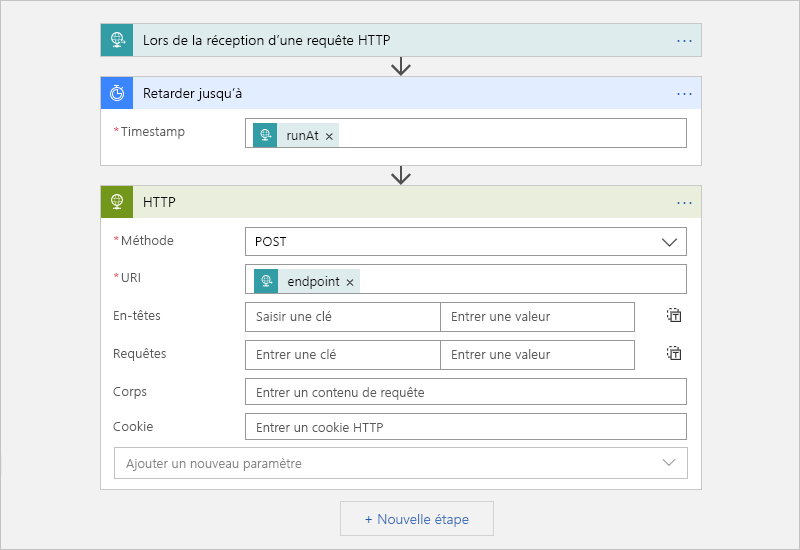 Lors de la réception d’une requête HTTP
Retarder jusqu’à
*Timestamp runAt
HTTP
*Méthode POST
*URI endpoint
En-têtes Saisir une clé Entrer une valeur
Requêtes Entrer une clé Entrer une valeur
Corps Entrer un contenu de requête
Cookie Entrer un cookie HTTP
Ajouter un nouveau paramètre
+ Nouvelle étape